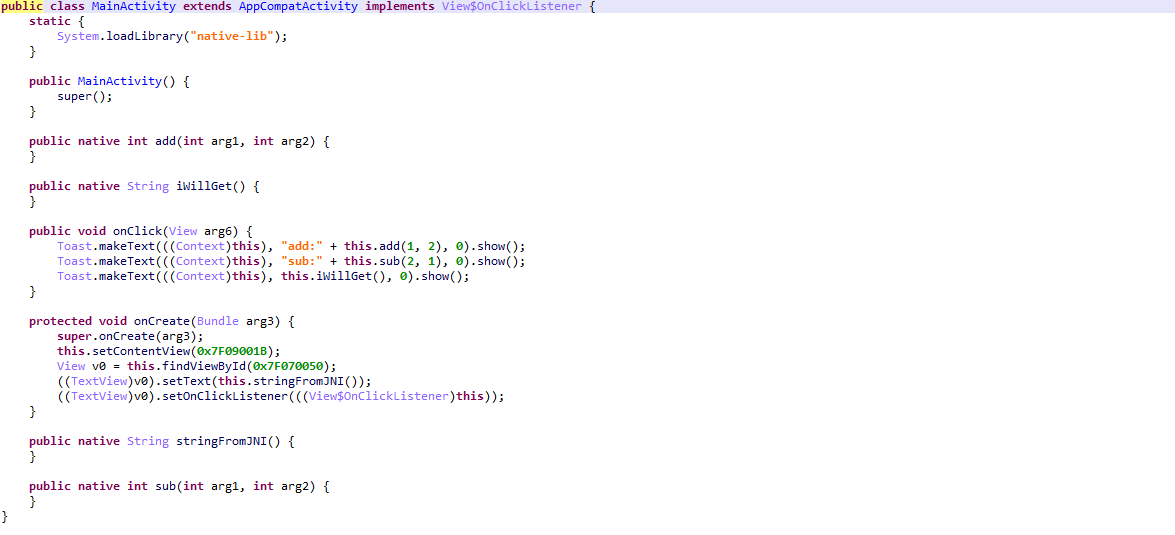 public class MainActivity extends AppCompatActivity implements View$OnClickListener {
    static {
        System.loadLibrary("native-lib");
    }

    public MainActivity() {
        super();
    }

    public native int add(int arg1, int arg2) {
    }

    public native String iWillGet() {
    }

    public void onClick(View arg6) {
        Toast.makeText(((Context)this), "add:" + this.add(1, 2), 0).show();
        Toast.makeText(((Context)this), "sub:" + this.sub(2, 1), 0).show();
        Toast.makeText(((Context)this), this.iWillGet(), 0).show();
    }

    protected void onCreate(Bundle arg3) {
        super.onCreate(arg3);
        this.setContentView(0x7F09001B);
        View v0 = this.findViewById(0x7F070050);
        ((TextView)v0).setText(this.stringFromJNI());
        ((TextView)v0).setOnClickListener(((View$OnClickListener)this));
    }

    public native String stringFromJNI() {
    }

    public native int sub(int arg1, int arg2) {
    }
}